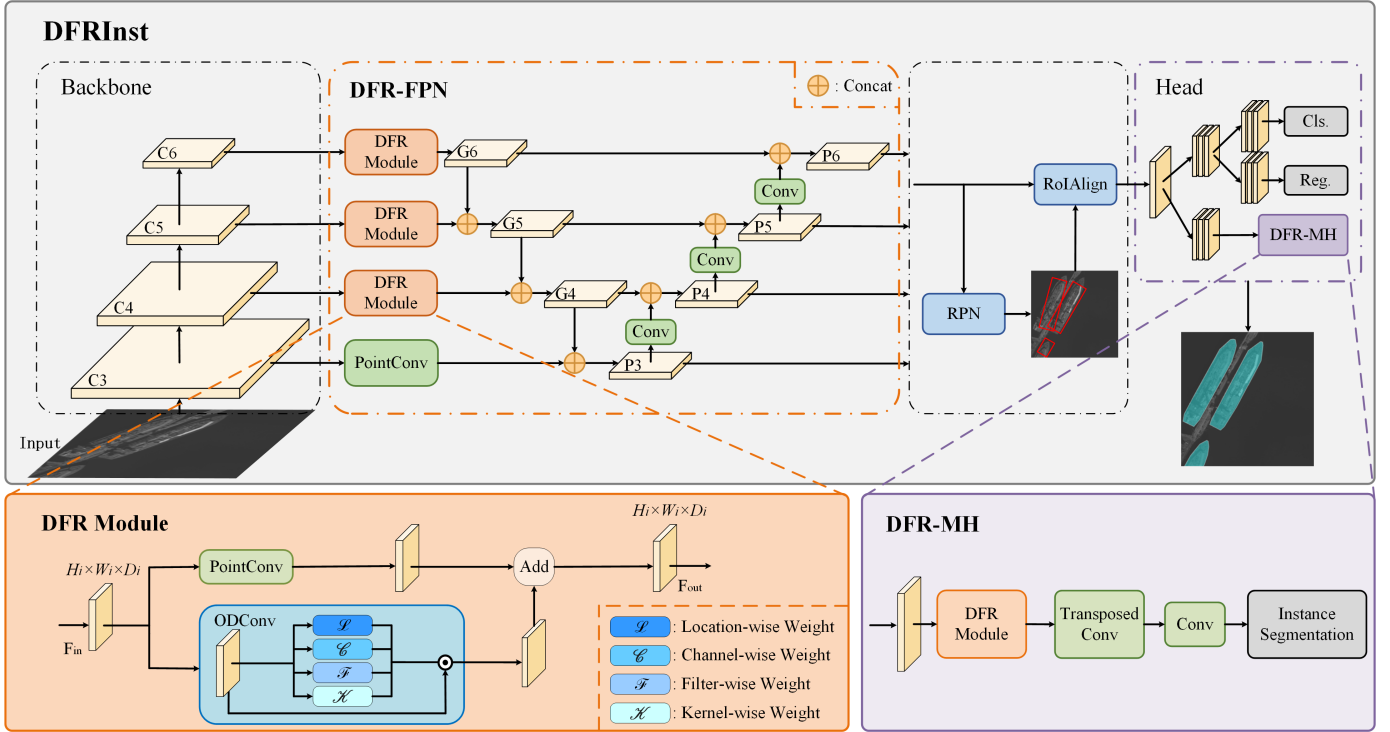 DFRInst
Backbone
DFR-FPN
: Concat
Head
C6
C5
C4
C3
Input
DFR
Module
DFR
Module
DFR
Module
PointConv
G6
G5
G4
P6
P5
P4
P3
Conv
Conv
Conv
RoIAlign
RPN
Cls.
Reg.
DFR-MH
DFR Module
Hi×Wi×Di
Fin
PointConv
ODConv
ℒ
𝒞
ℱ
𝒦
Add
Hi×Wi×Di
Fout
ℒ : Location-wise Weight
𝒞 : Channel-wise Weight
ℱ : Filter-wise Weight
𝒦 : Kernel-wise Weight
DFR-MH
DFR
Module
Transposed
Conv
Conv
Instance
Segmentation